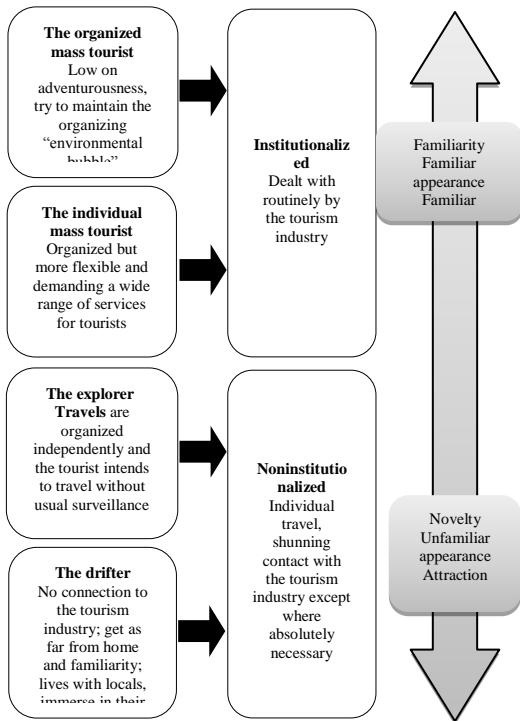 The organized
mass tourist
Low on
adventurousness,
try to maintain the
organizing
“environmental
bubble”
The individual
mass tourist
Organized but
more flexible and
demanding a wide
range of services
for tourists
Institutionaliz
ed
Dealt with
routinely by
the tourism
industry
Familiarity
Familiar
appearance
Familiar
The explorer
Travels are
organized
independently and
the tourist intends
to travel without
usual surveillance
The drifter
No connection to
the tourism
industry; get as
far from home
and familiarity;
lives with locals,
immerse in their
Noninstitutio
nalized
Individual
travel,
shunning
contact with
the tourism
industry except
where
absolutely
necessary
Novelty
Unfamiliar
appearance
Attraction